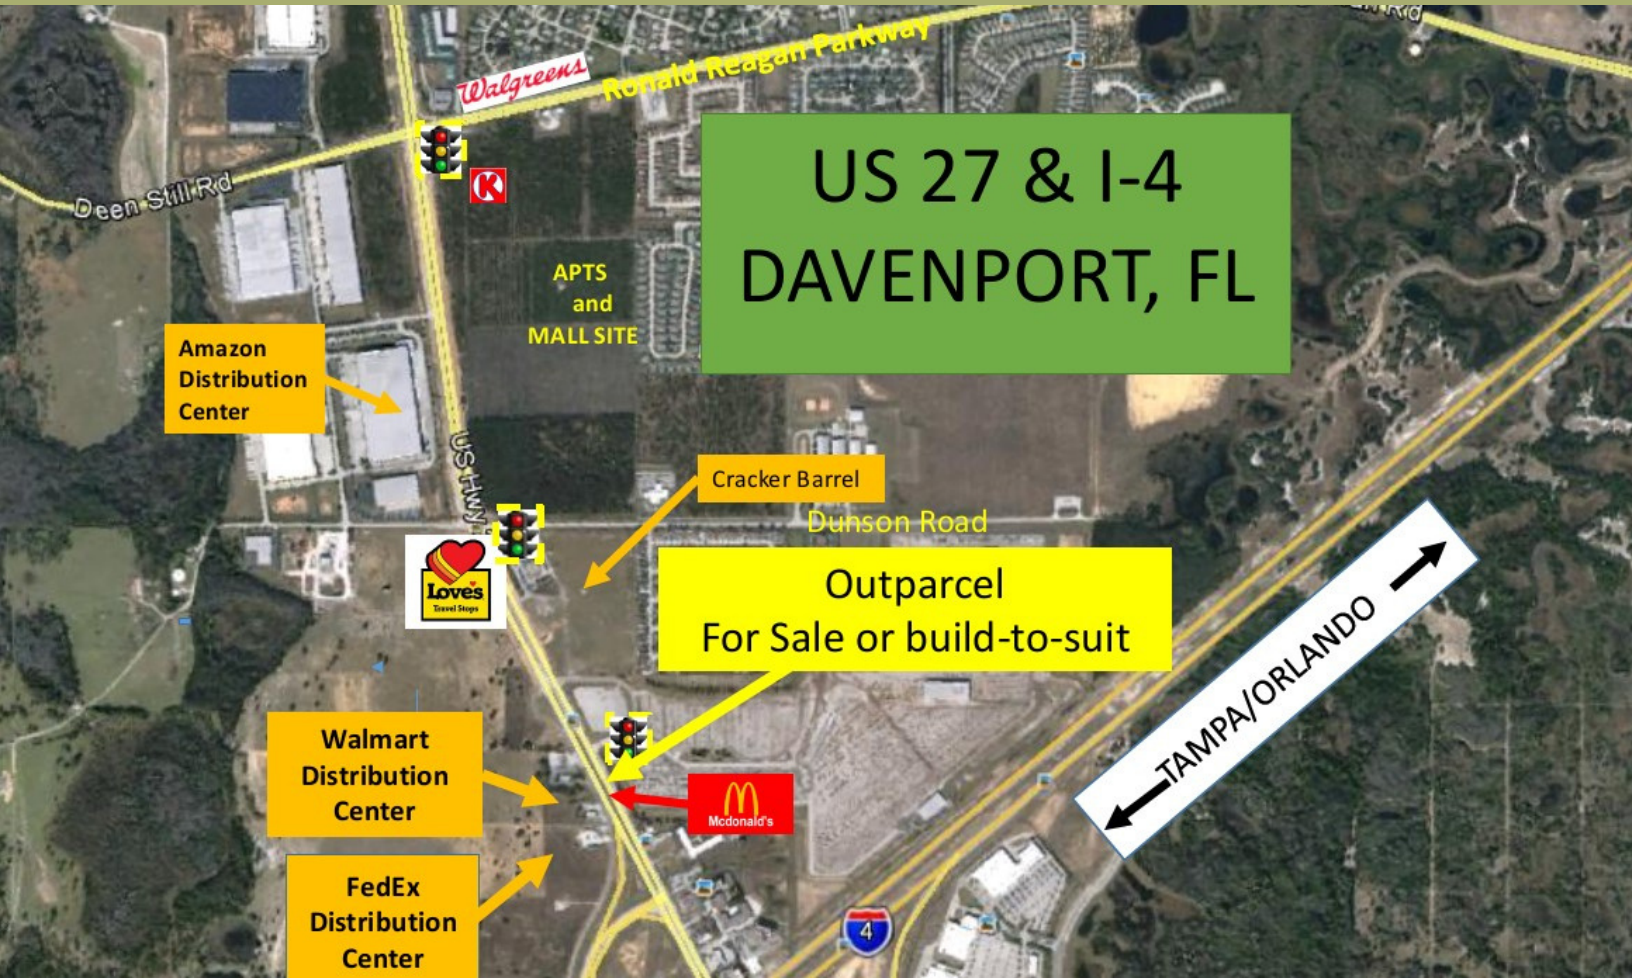 Walgreens
Ronald Reagan Parkway
Rd
Deen Still Rd
K
US 27 & I-4
DAVENPORT, FL
APTS
and
MALL SITE
Amazon
Distribution
Center
US Hwy
Cracker Barrel
Dunson Road
Love's
Travel Stops
Outparcel
For Sale or build-to-suit
TAMPA/ORLANDO
Walmart
Distribution
Center
Mcdonald's
FedEx
Distribution
Center
4